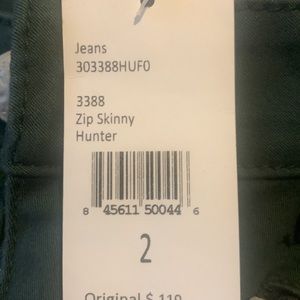 Jeans
303388HUF0
3388
Zip Skinny
Hunter
8 45611 50044 6
2
Original $ 119